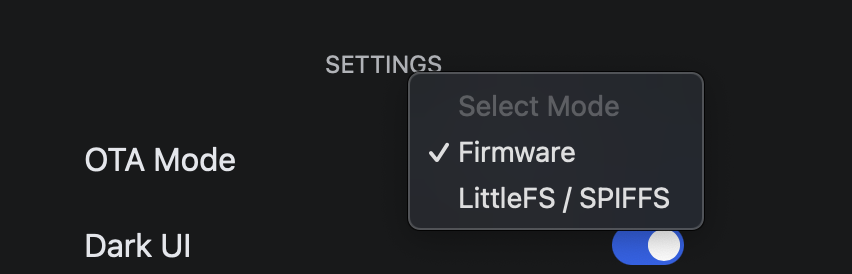 SETTINGS
Select Mode
OTA Mode
✓ Firmware
LittleFS / SPIFFS
Dark UI